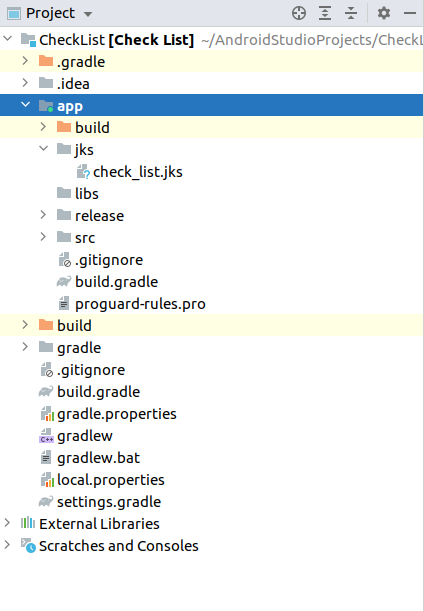 Project
CheckList [Check List] ~/AndroidStudioProjects/CheckL
.gradle
.idea
app
build
jks
check_list.jks
libs
release
src
.gitignore
build.gradle
proguard-rules.pro
build
gradle
.gitignore
build.gradle
gradle.properties
C++ gradlew
gradlew.bat
local.properties
settings.gradle
External Libraries
Scratches and Consoles